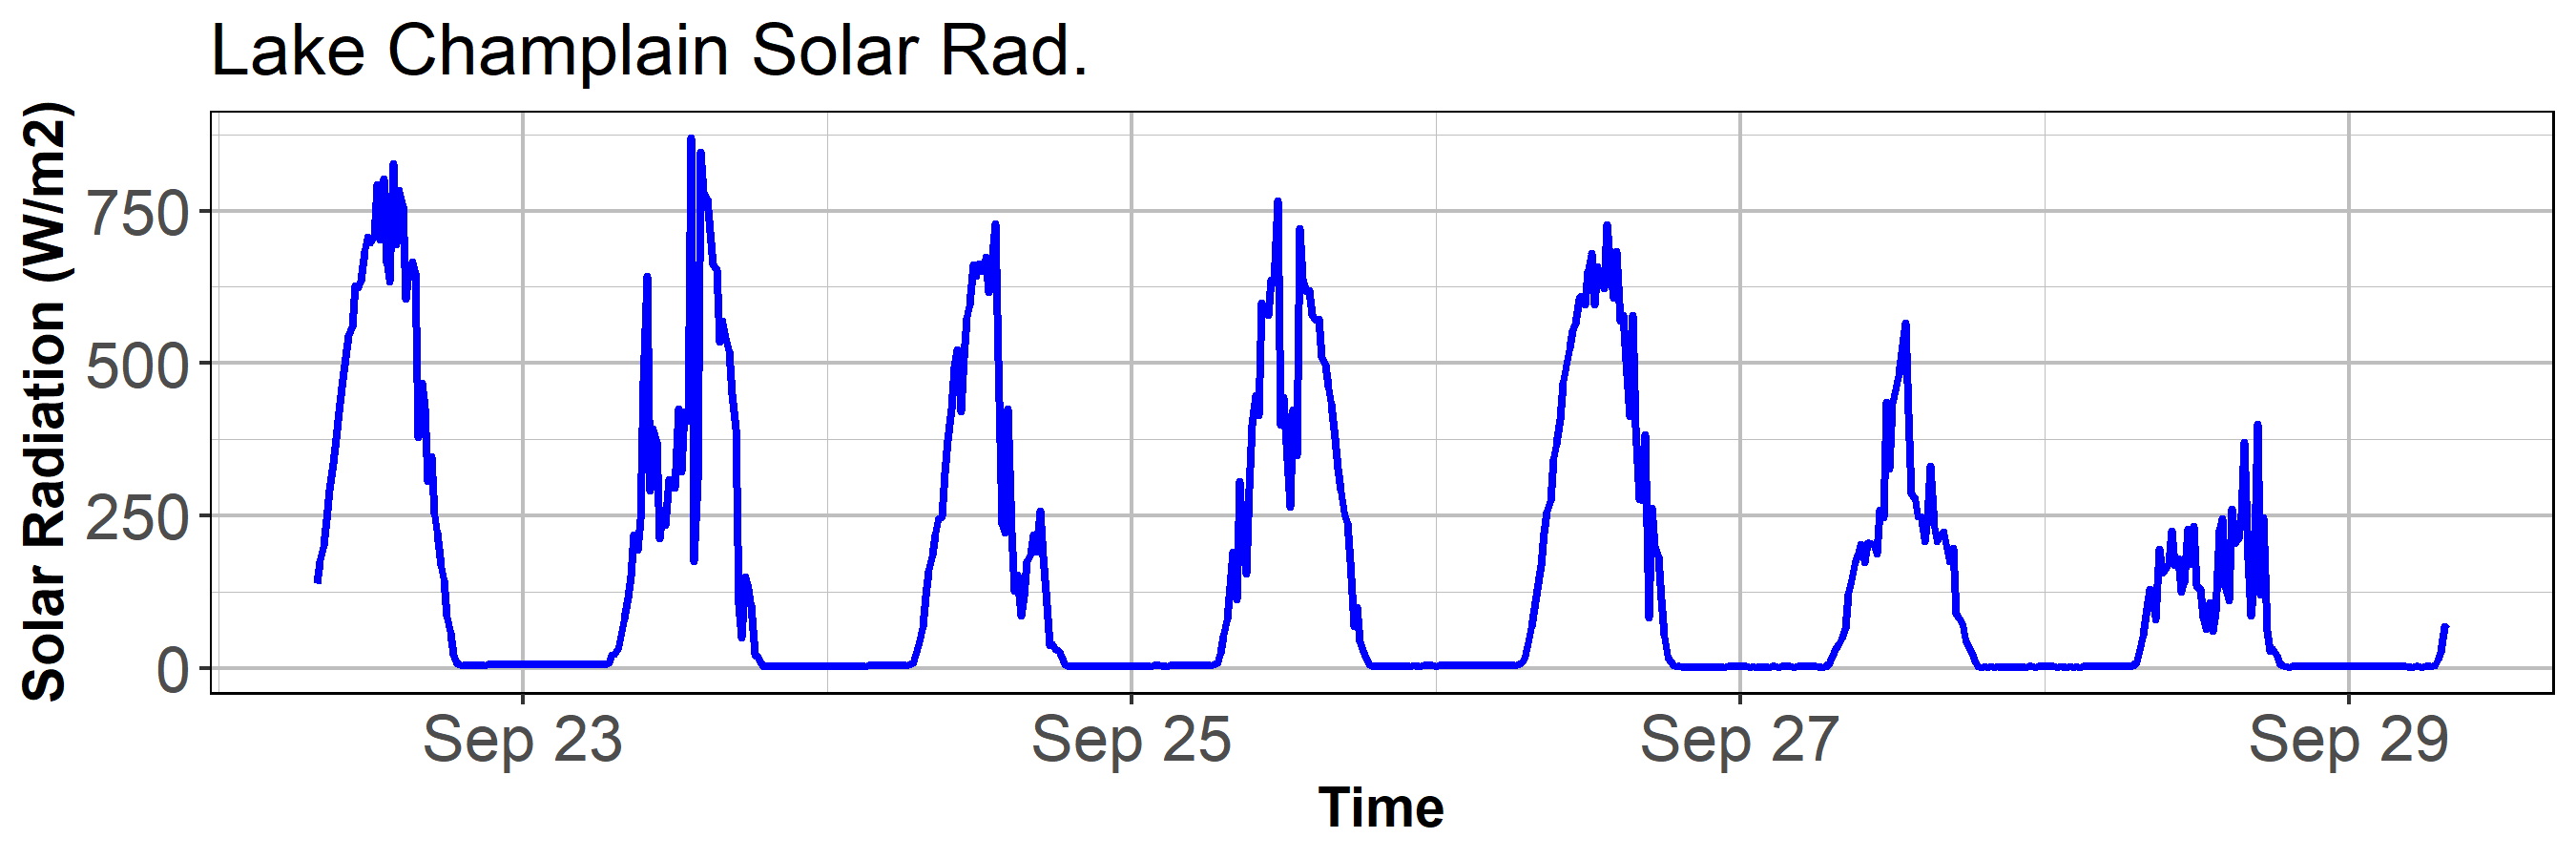 Lake Champlain Solar Rad.
Solar Radiation (W/m2)
750
500
250
0
Sep 23 Sep 25 Sep 27 Sep 29
Time